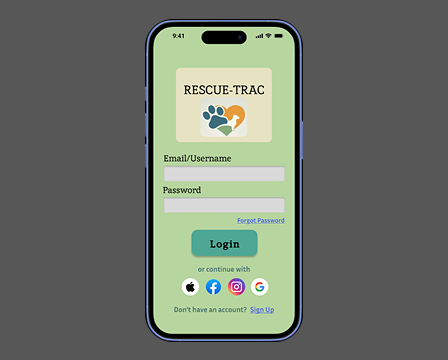 9:41
RESCUE-TRAC
Email/Username
Password
Forgot Password
Login
or continue with
Don't have an account? Sign Up